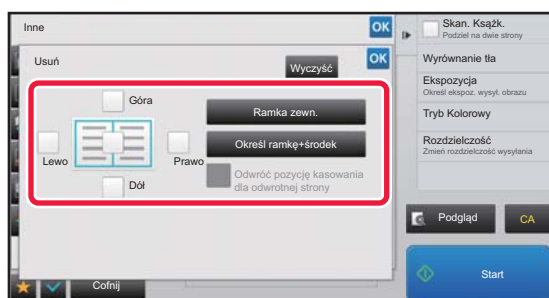 Inne
OK
Usuń
Wyczyść
OK
Góra
Lewo
Prawo
Dół
Ramka zewn.
Określ ramkę+środek
Odwróć pozycję kasowania
dla odwrotnej strony
Cofnij
Skan. Książk.
Podziel na dwie strony
Wyrównanie tła
Ekspozycja
Określ ekspoz. wysył. obrazu
Tryb Kolorowy
Rozdzielczość
Zmień rozdzielczość wysyłania
Podgląd
CA
Start